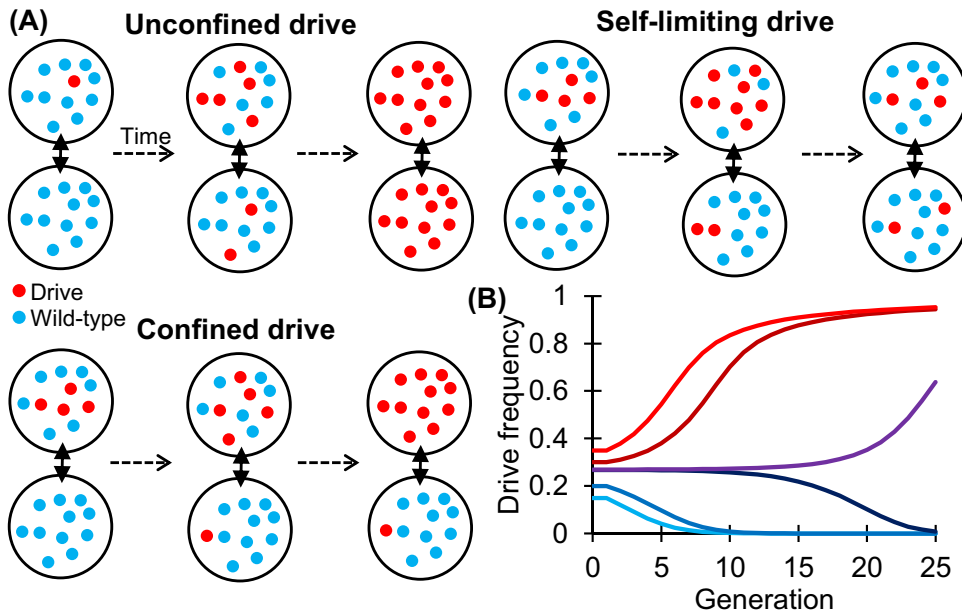 (A)
Unconfined drive
Self-limiting drive
Time
Drive
Wild-type
Confined drive
(B)
Drive frequency
1
0.8
0.6
0.4
0.2
0
0 5 10 15 20 25
Generation